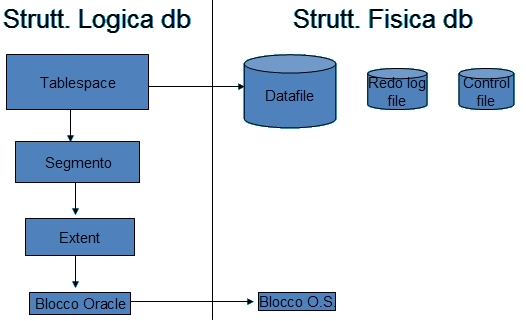 Strutt. Logica db
Strutt. Fisica db
Tablespace
Datafile
Redo log
file
Control
file
Segmento
Extent
Blocco Oracle
Blocco O.S.